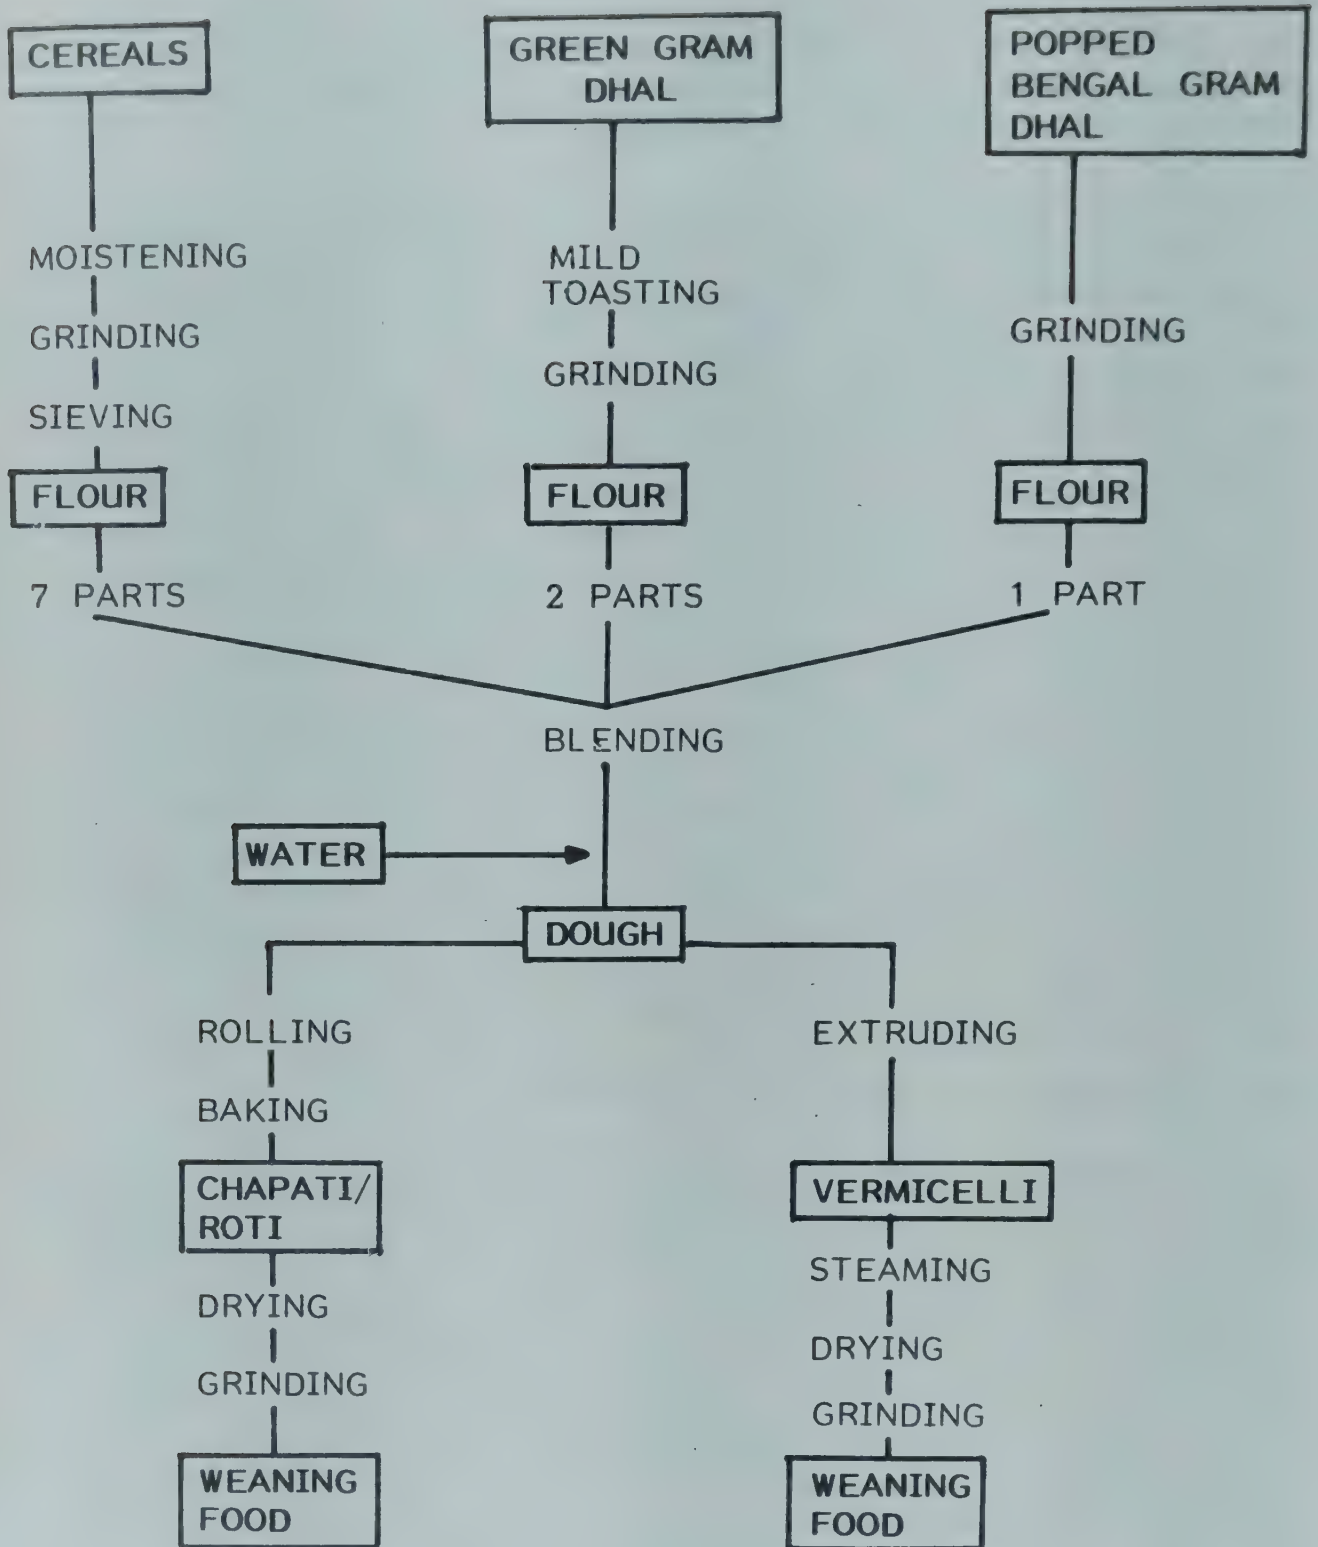 CEREALS
GREEN GRAM
DHAL
POPPED
BENGAL GRAM
DHAL
MOISTENING
GRINDING
SIEVING
FLOUR
7 PARTS
MILD
TOASTING
GRINDING
FLOUR
2 PARTS
GRINDING
FLOUR
1 PART
BLENDING
WATER
DOUGH
ROLLING
BAKING
CHAPATI/
ROTI
DRYING
GRINDING
WEANING
FOOD
EXTRUDING
VERMICELLI
STEAMING
DRYING
GRINDING
WEANING
FOOD